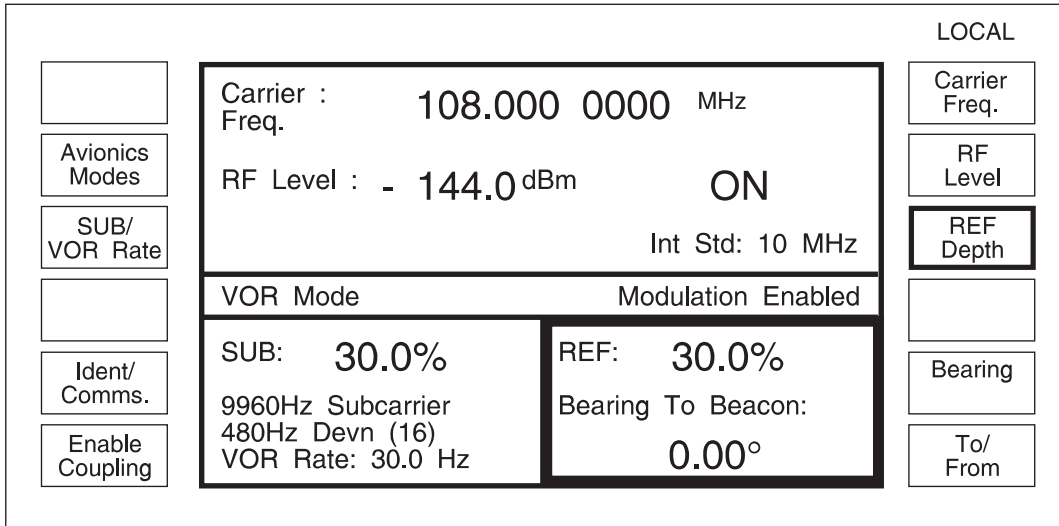 LOCAL
Avionics
Modes
SUB/
VOR Rate
Ident/
Comms.
Enable
Coupling
Carrier :
Freq.
108.000 0000 MHz
RF Level : - 144.0 dBm ON
Int Std: 10 MHz
VOR Mode Modulation Enabled
SUB: 30.0%
9960Hz Subcarrier
480Hz Devn (16)
VOR Rate: 30.0 Hz
REF: 30.0%
Bearing To Beacon:
0.00°
Carrier
Freq.
RF
Level
REF
Depth
Bearing
To/
From